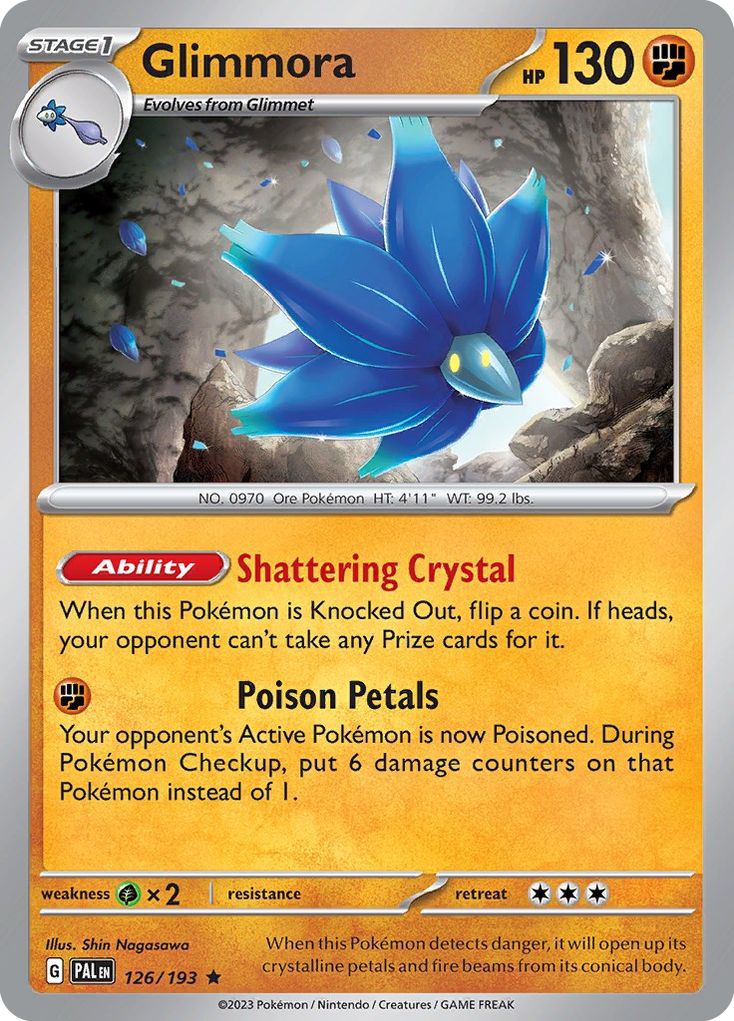 STAGE1
Glimmora
HP 130
Evolves from Glimmet
NO. 0970 Ore Pokémon HT: 4'11" WT: 99.2 lbs.
Ability Shattering Crystal
When this Pokémon is Knocked Out, flip a coin. If heads,
your opponent can't take any Prize cards for it.
Poison Petals
Your opponent's Active Pokémon is now Poisoned. During
Pokémon Checkup, put 6 damage counters on that
Pokémon instead of 1.
weakness ×2 resistance retreat
Illus. Shin Nagasawa
G PAL EN 126/193
When this Pokémon detects danger, it will open up its
crystalline petals and fire beams from its conical body.
©2023 Pokémon / Nintendo / Creatures / GAME FREAK